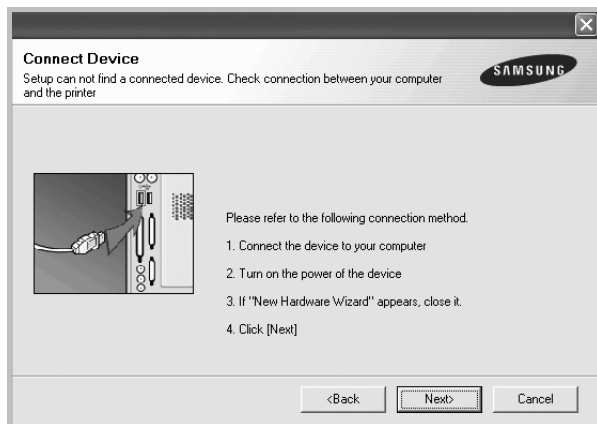 Connect Device
Setup can not find a connected device. Check connection between your computer
and the printer
SAMSUNG
Please refer to the following connection method.
1. Connect the device to your computer
2. Turn on the power of the device
3. If "New Hardware Wizard" appears, close it.
4. Click [Next]
<Back
Next>
Cancel